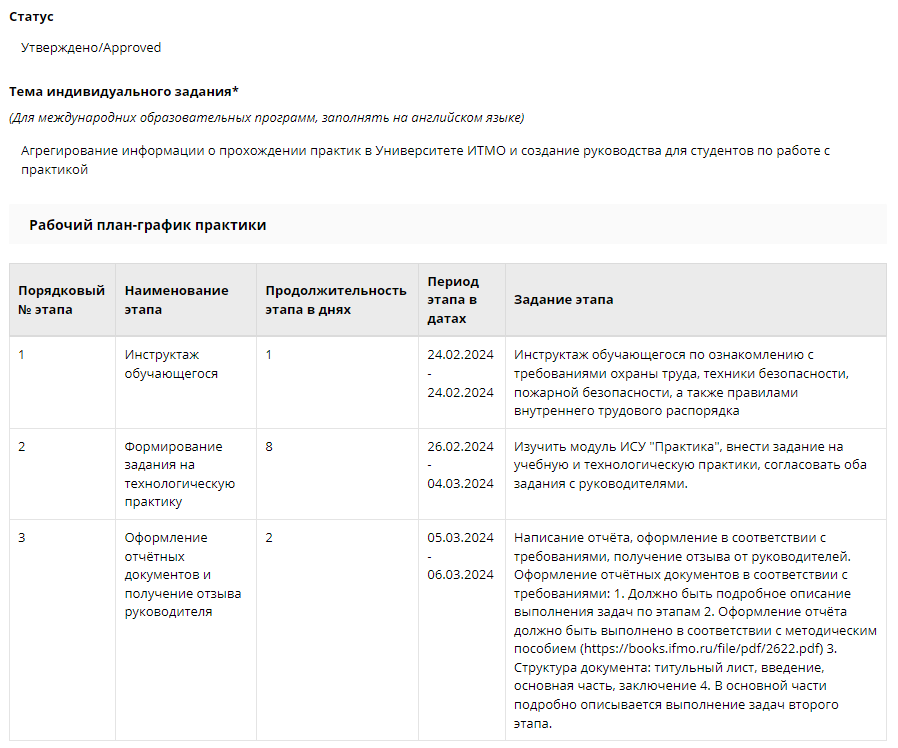 Статус
Утверждено/Approved
Тема индивидуального задания*
(Для международных образовательных программ, заполнять на английском языке)
Агрегирование информации о прохождении практик в Университете ИТМО и создание руководства для студентов по работе с
практикой
Рабочий план-график практики
Порядковый
№ этапа
Наименование
этапа
Продолжительность
этапа в днях
Период
этапа в
датах
Задание этапа
1
Инструктаж
обучающегося
1
24.02.2024
-
24.02.2024
Инструктаж обучающегося по ознакомлению с
требованиями охраны труда, техники безопасности,
пожарной безопасности, а также правилами
внутреннего трудового распорядка
2
Формирование
задания на
технологическую
практику
8
26.02.2024
-
04.03.2024
Изучить модуль ИСУ "Практика", внести задание на
учебную и технологическую практики, согласовать оба
задания с руководителями.
3
Оформление
отчётных
документов и
получение отзыва
руководителя
2
05.03.2024
-
06.03.2024
Написание отчёта, оформление в соответствии с
требованиями, получение отзыва от руководителей.
Оформление отчётных документов в соответствии с
требованиями: 1. Должно быть подробное описание
выполнения задач по этапам 2. Оформление отчёта
должно быть выполнено в соответствии с методическим
пособием (https://books.ifmo.ru/file/pdf/2622.pdf) 3.
Структура документа: титульный лист, введение,
основная часть, заключение 4. В основной части
подробно описывается выполнение задач второго
этапа.